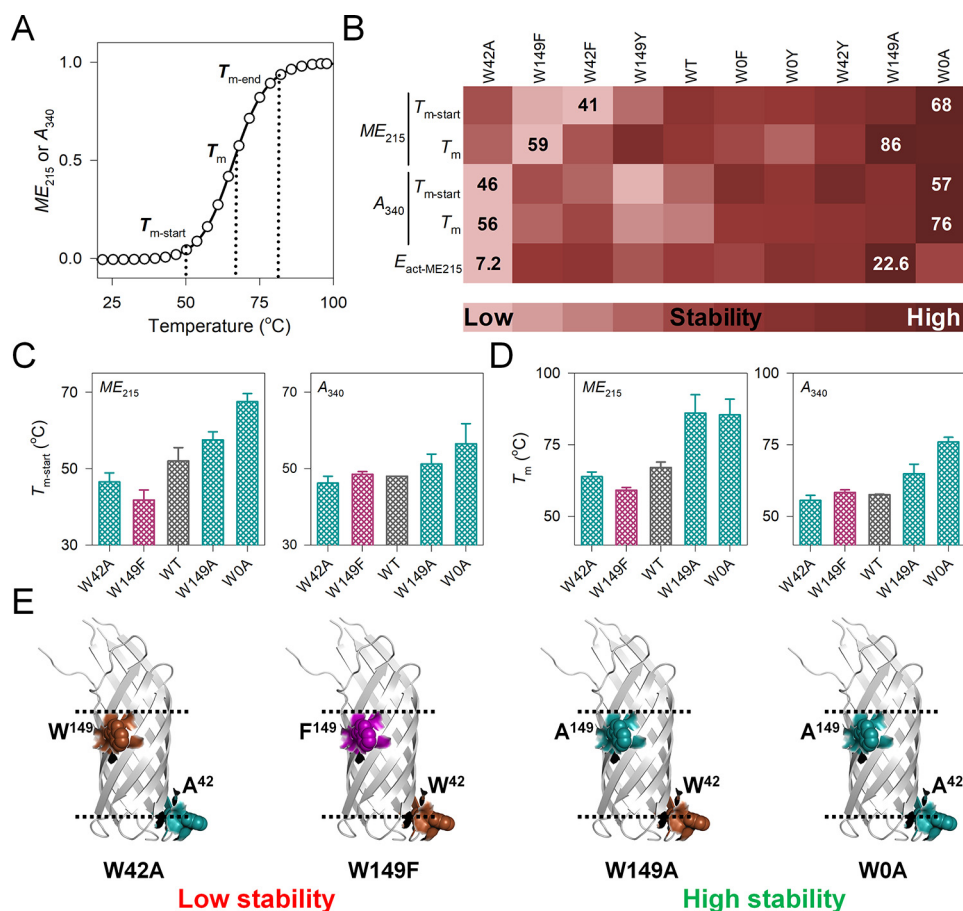 A
ME215 or A340
1.0
0.5
0.0
Tm-start
Tm
Tm-end
25 50 75 100
Temperature (oC)
B
W42A W149F W42F W149Y WT W0F W0Y W42Y W149A W0A
ME215
Tm-start
41 68
Tm
59 86
A340
Tm-start
46 57
Tm
56 76
Eact-ME215
7.2 22.6
Low Stability High
C
Tm-start (oC)
70
50
30
ME215
W42A W149F WT W149A W0A
70
50
30
A340
W42A W149F WT W149A W0A
D
Tm (oC)
100
75
50
ME215
W42A W149F WT W149A W0A
100
75
50
A340
W42A W149F WT W149A W0A
E
W149 F149 A149 A149
A42 W42 W42 A42
W42A W149F W149A W0A
Low stability High stability